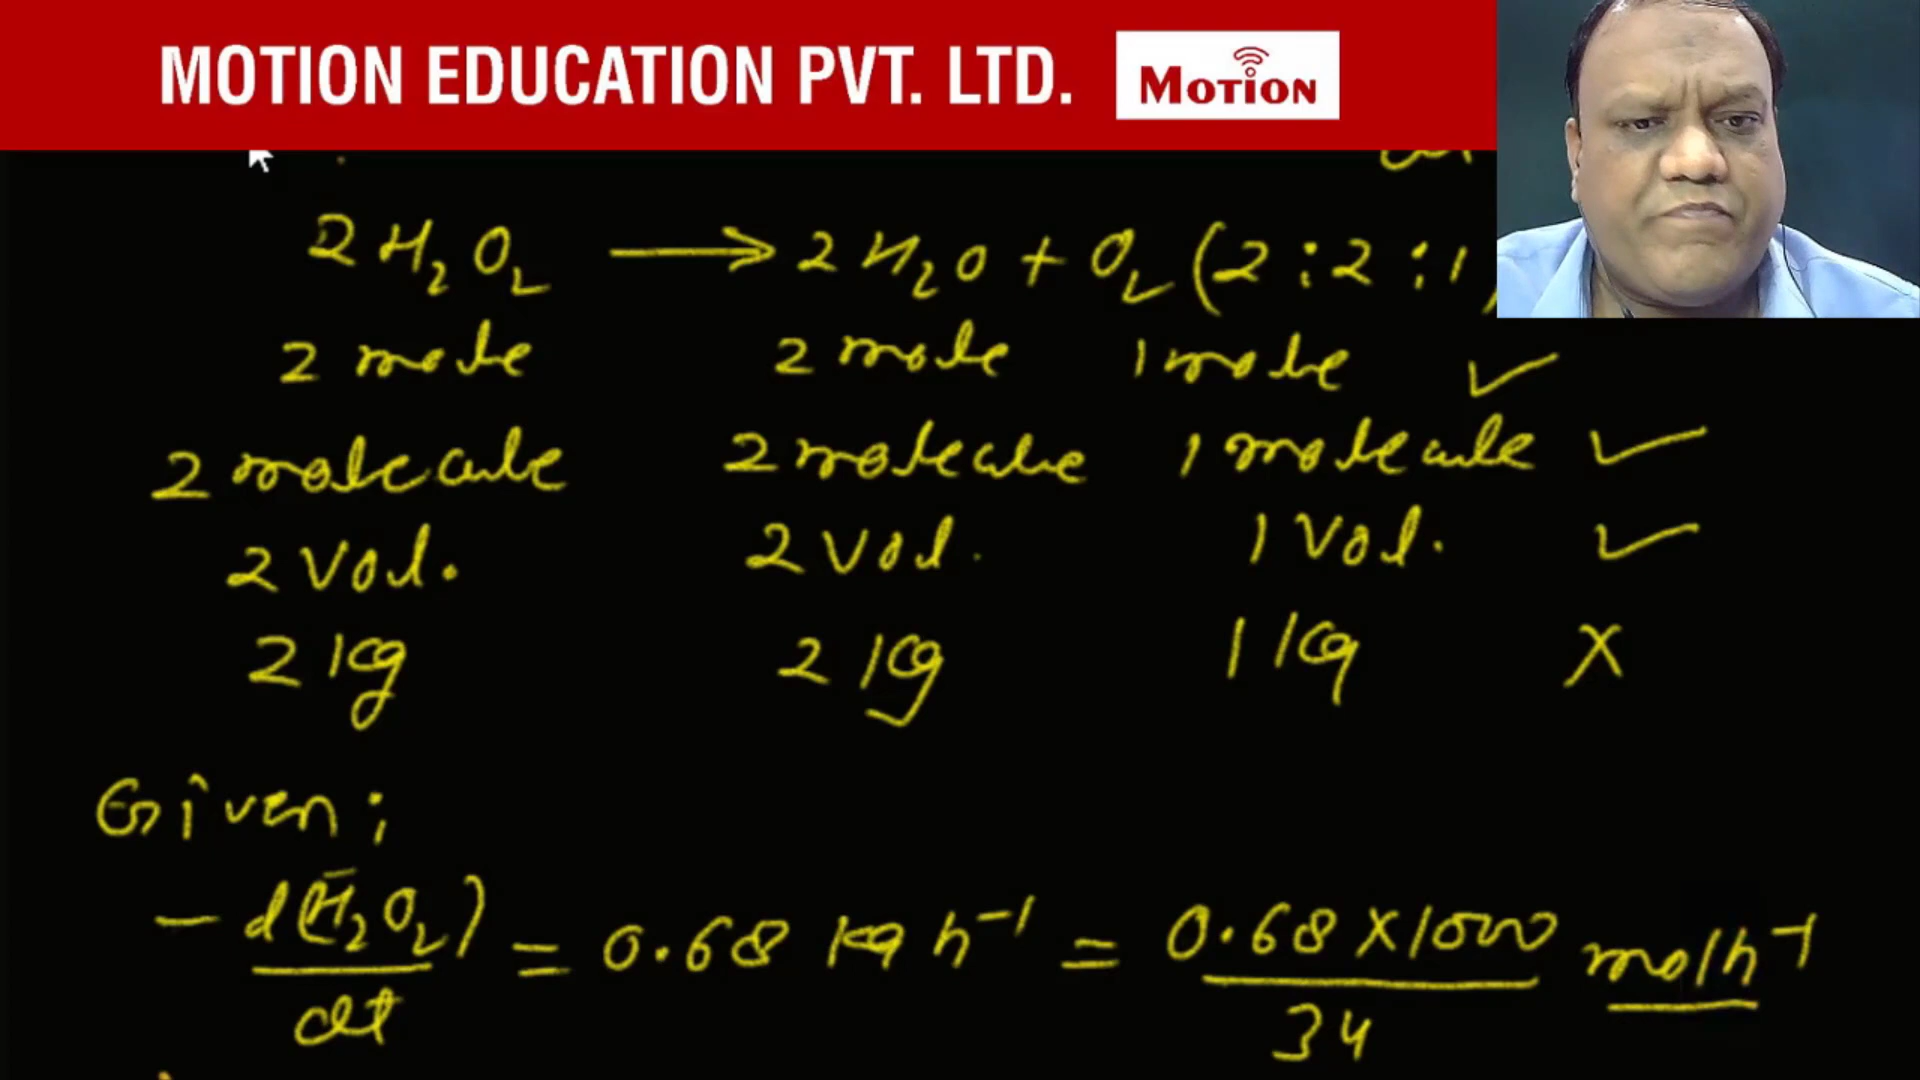 MOTION EDUCATION PVT. LTD. MOTION
2H₂O₂ ⟶ 2H₂O + O₂ (2:2:1
2 mole 2 mole 1 mole ✓
2 molecule 2 molecule 1 molecule ✓
2 Vol. 2 Vol. 1 Vol. ✓
2 kg 2 kg 1 kg X
Given:
- d(H₂O₂)/dt = 0.68 kg h⁻¹ = 0.68 X 1000/34 mol h⁻¹